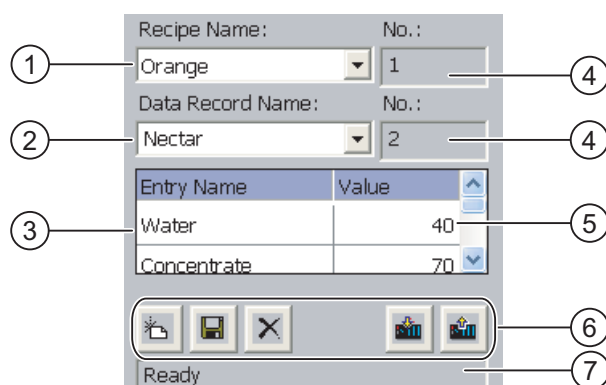 Recipe Name: No.:
1 Orange 1 4
Data Record Name: No.:
2 Nectar 2 4
Entry Name Value
3 Water 40 5
Concentrate 70
6
Ready 7